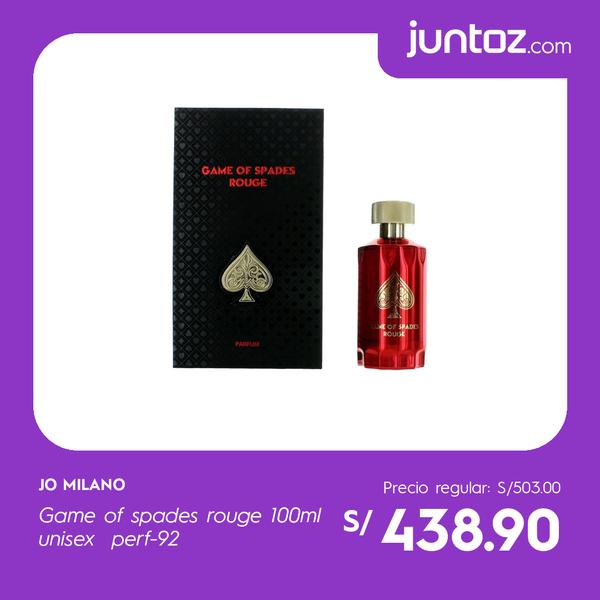 juntoz.com
GAME OF SPADES
ROUGE
PARFUM
GAME OF SPADES
ROUGE
JO MILANO
Game of spades rouge 100ml
unisex perf-92
Precio regular: S/503.00
S/ 438.90